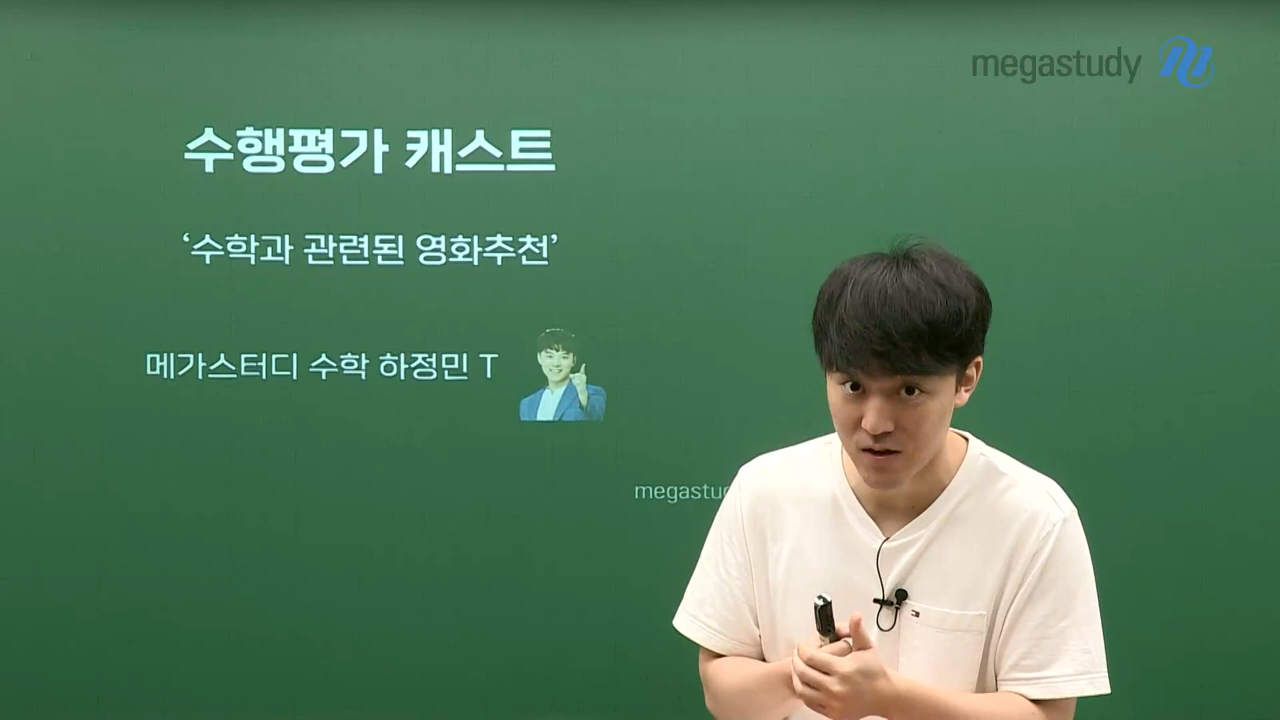 megastudy
수행평가 캐스트
‘수학과 관련된 영화추천’
메가스터디 수학 하정민 T
megastu